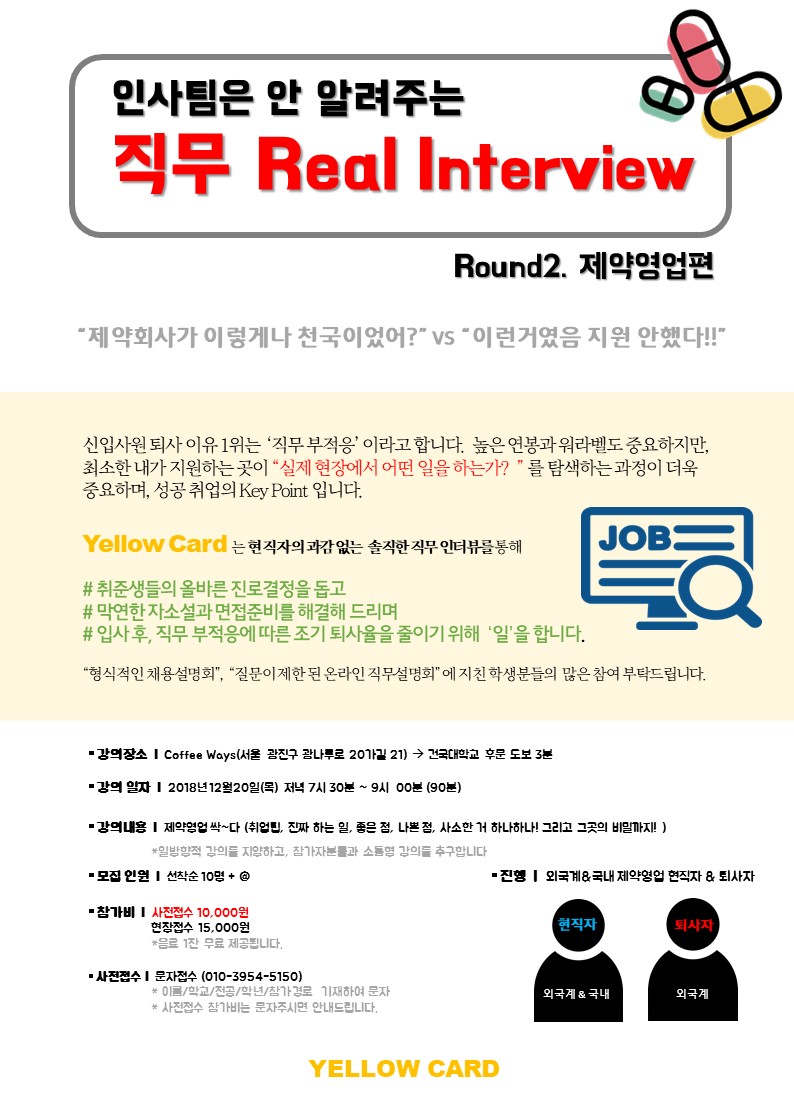 인사팀은 안 알려주는
직무 Real Interview
Round2. 제약영업편
“제약회사가 이렇게나 천국이었어?” vs “이런거였음 지원 안했다!!”
신입사원 퇴사 이유 1위는 ‘직무 부적응’ 이라고 합니다. 높은 연봉과 워라벨도 중요하지만,
최소한 내가 지원하는 곳이 “실제 현장에서 어떤 일을 하는가? ” 를 탐색하는 과정이 더욱
중요하며, 성공 취업의 Key Point 입니다.
Yellow Card 는 현직자의 과감 없는 솔직한 직무 인터뷰를 통해
JOB
# 취준생들의 올바른 진로결정을 돕고
# 막연한 자소설과 면접준비를 해결해 드리며
# 입사 후, 직무 부적응에 따른 조기 퇴사율을 줄이기 위해 ‘일’을 합니다.
“형식적인 채용설명회”, “질문이 제한 된 온라인 직무설명회” 에 지친 학생분들의 많은 참여 부탁드립니다.
▪강의장소 l Coffee Ways(서울 광진구 광나루로 20가길 21) → 건국대학교 후문 도보 3분
▪강의 일자 l 2018년12월20일(목) 저녁 7시 30분 ~ 9시 00분 (90분)
▪강의내용 l 제약영업 싹~다 (취업팁, 진짜 하는 일, 좋은 점, 나쁜 점, 사소한 거 하나하나! 그리고 그곳의 비밀까지! )
*일방향적 강의를 지양하고, 참가자분들과 소통형 강의를 추구합니다
▪모집 인원 l 선착순 10명 + @
▪진행 l 외국계&국내 제약영업 현직자 & 퇴사자
▪참가비 l 사전접수 10,000원
현장접수 15,000원
*음료 1잔 무료 제공됩니다.
현직자
외국계 & 국내
퇴사자
외국계
▪사전접수 l 문자접수 (010-3954-5150)
* 이름/학교/전공/학년/참가경로 기재하여 문자
* 사전접수 참가비는 문자주시면 안내드립니다.
YELLOW CARD